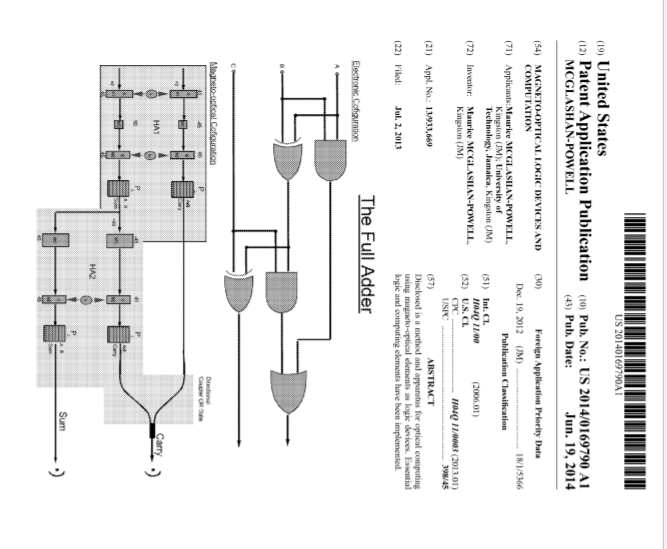 US 20140169790A1
(19) United States
(12) Patent Application Publication
MCGLASHAN-POWELL
(10) Pub. No.: US 2014/0169790 A1
(43) Pub. Date: Jun. 19, 2014
(54) MAGNETO-OPTICAL LOGIC DEVICES AND
COMPUTATION
(71) Applicants:Maurice MCGLASHAN-POWELL,
Kingston (JM); University of
Technology, Jamaica, Kingston (JM)
(72) Inventor: Maurice MCGLASHAN-POWELL,
Kingston (JM)
(21) Appl. No.: 13/933,669
(22) Filed: Jul. 2, 2013
(30) Foreign Application Priority Data
Dec. 19, 2012 (JM) ............ 18/1/5366
Publication Classification
(51) Int. Cl.
H04Q 11/00 (2006.01)
(52) U.S. Cl.
CPC ............ H04Q 11/0003 (2013.01)
USPC ............ 398/45
(57) ABSTRACT
Disclosed is a method and apparatus for optical computing
using magneto-optical elements as logic devices. Essential
logic and computing elements have been implemented.
The Full Adder
Electronic Configuration
A
B
C
Magneto-optical Configuration
HA1
P
Carry
P
Sum
HA2
P
Carry
P
Sum
Directional
Coupler OR Gate
Carry
Sum